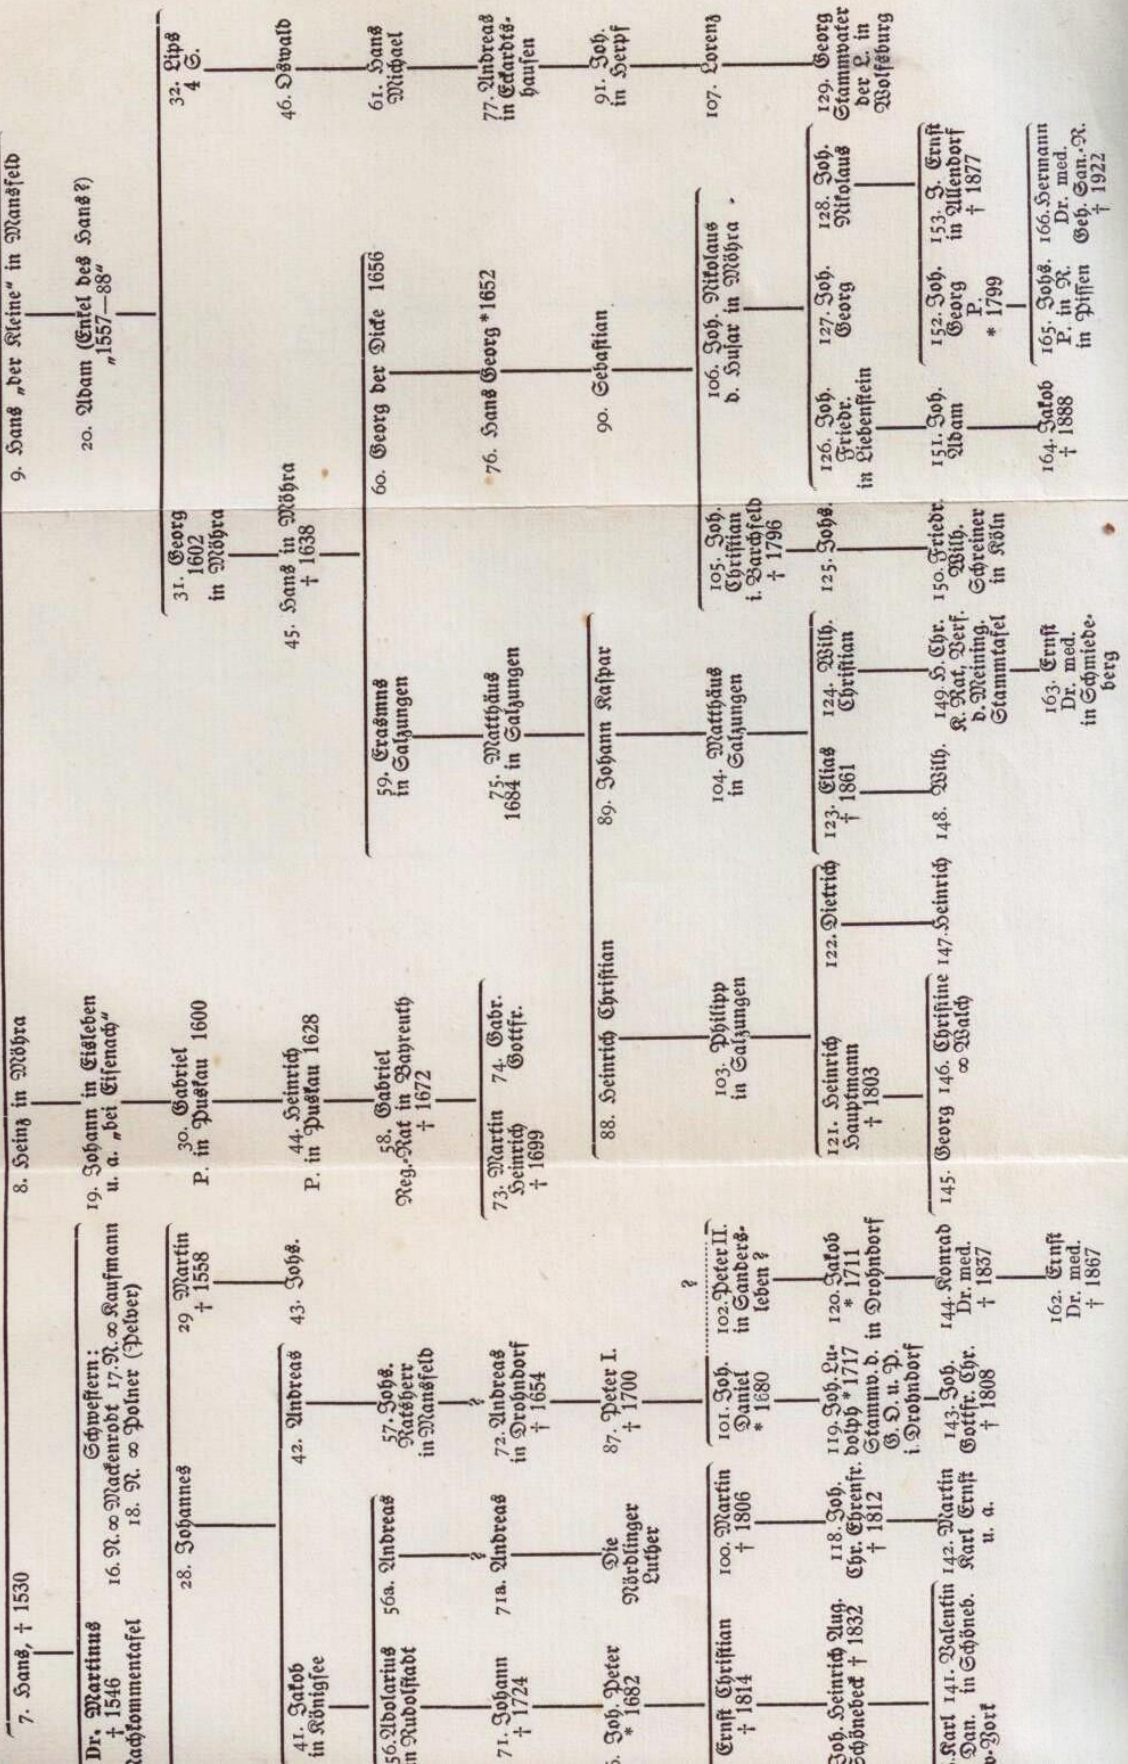 7. Hans, † 1530
8. Heinz in Möhra
9. Hans „der Kleine“ in Mansfeld
Dr. Martinus
† 1546
Schwestern:
16. N. ∞ Mackenrodt 17. N. ∞ Kaufmann
18. N. ∞ Polner (Pelver)
19. Johann in Eisleben
u. a. „bei Eisenach“
20. Adam (Enkel des Hans?)
„1557—88“
28. Johannes
29 Martin
† 1558
30. Gabriel
P. in Puskau 1600
31. Georg
1602
in Möhra
32. Lips
4 S.
41. Jakob
in Königsee
42. Andreas
43. Johs.
44. Heinrich
P. in Puskau 1628
45. Hans in Möhra
† 1638
46. Oswald
56. Avolarius
in Rudolstadt
56a. Andreas
57. Johs.
Ratsherr
in Mansfeld
58. Gabriel
Reg.-Rat in Bayreuth
† 1672
59. Erasmus
in Salzungen
60. Georg der Dicke 1656
61. Hans
Michael
71. Johann
† 1724
?
71a. Andreas
?
72. Andreas
in Drohndorf
† 1654
73. Martin
Heinrich
† 1699
74. Gabr.
Gottfr.
75. Matthäus
1684 in Salzungen
76. Hans Georg * 1652
77. Andreas
in Eckardts-
hausen
Joh. Peter
* 1682
Die
Nördlinger
Luther
87. Peter I.
† 1700
88. Heinrich Christian
89. Johann Kaspar
90. Sebastian
91. Joh.
in Herpf
Ernst Christian
† 1814
100. Martin
† 1806
101. Joh.
Daniel
* 1680
?
102. Peter II.
in Sanders-
leben ?
103. Philipp
in Salzungen
104. Matthäus
in Salzungen
105. Joh.
Christian
i. Barchfeld
† 1796
106. Joh. Nikolaus
d. Husar in Möhra
107. Lorenz
Joh. Heinrich Aug.
Schönebeck † 1832
118. Joh.
Chr. Ehrenfr.
† 1812
119. Joh. Lu-
dolph * 1717
Stammv. d.
G. O. u. P.
i. Drohndorf
120. Jakob
* 1711
in Drohndorf
121. Heinrich
Hauptmann
† 1803
122. Dietrich
123. Elias
† 1861
124. Wilh.
Christian
125. Johs.
126. Joh.
Friedr.
in Liebenstein
127. Joh.
Georg
128. Joh.
Nikolaus
129. Georg
Stammvater
der L. in
Wolfsburg
Karl
Dan.
141. Valentin
in Schöneb.
142. Martin
Karl Ernst
u. a.
143. Joh.
Gottfr. Chr.
† 1808
144. Konrad
Dr. med.
† 1837
145. Georg
146. Christine
∞ Walch
147. Heinrich
148. Wilh.
149. H. Chr.
K. Rat, Verf.
d. Meining.
Stammtafel
150. Friedr.
Wilh.
Schreiner
in Köln
151. Joh.
Adam
152. Joh.
Georg
P.
* 1799
153. J. Ernst
in Allendorf
† 1877
162. Ernst
Dr. med.
† 1867
163. Ernst
Dr. med.
in Schmiede-
berg
164. Jakob
† 1888
165. Johs.
P. in R.
in Pissen
166. Hermann
Dr. med.
Geh. San.-R.
† 1922